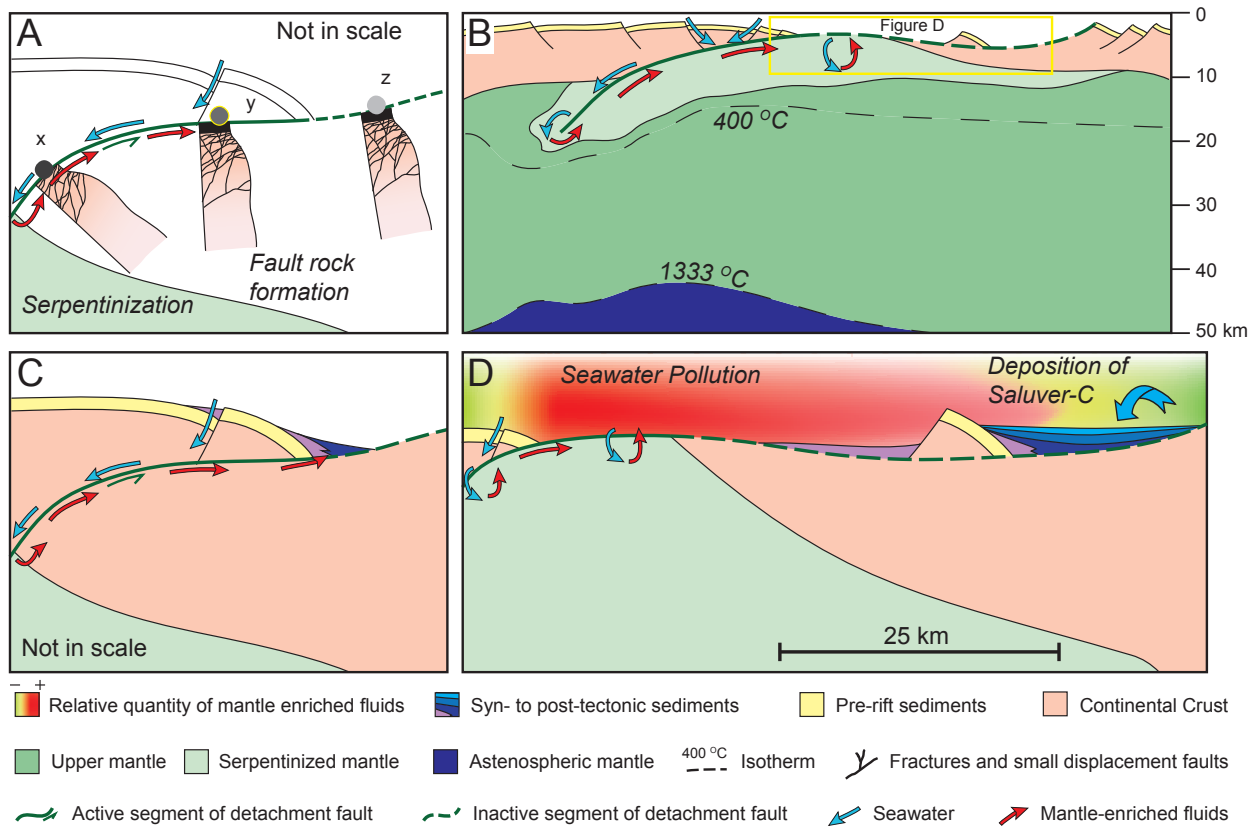 A
Not in scale
x
y
z
Serpentinization
Fault rock
formation
B
Figure D
400 °C
1333 °C
0
10
20
30
40
50 km
C
Not in scale
D
Seawater Pollution
Deposition of
Saluver-C
25 km
− +
Relative quantity of mantle enriched fluids
Syn- to post-tectonic sediments
Pre-rift sediments
Continental Crust
Upper mantle
Serpentinized mantle
Astenospheric mantle
400 °C
Isotherm
Fractures and small displacement faults
Active segment of detachment fault
Inactive segment of detachment fault
Seawater
Mantle-enriched fluids